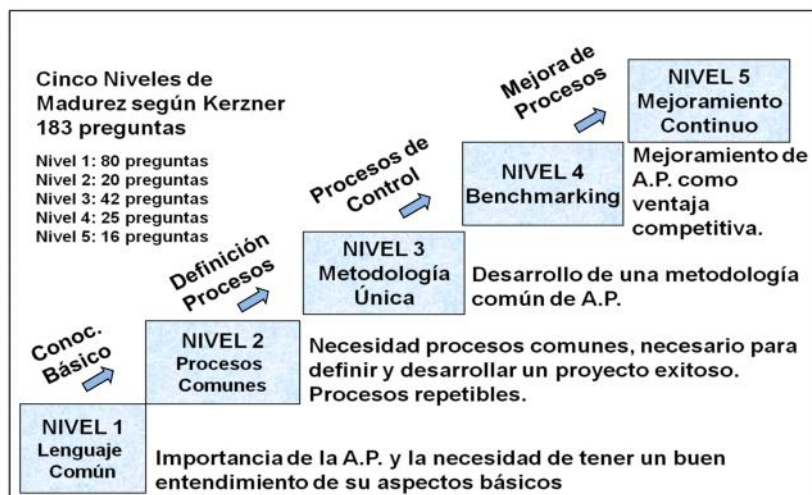 Cinco Niveles de
Madurez según Kerzner
183 preguntas
Nivel 1: 80 preguntas
Nivel 2: 20 preguntas
Nivel 3: 42 preguntas
Nivel 4: 25 preguntas
Nivel 5: 16 preguntas
Mejora de
Procesos
NIVEL 5
Mejoramiento
Continuo
Mejoramiento de
A.P. como
ventaja
competitiva.
Procesos de
Control
NIVEL 4
Benchmarking
Definición
Procesos
NIVEL 3
Metodología
Única
Desarrollo de una metodología
común de A.P.
Conoc.
Básico
NIVEL 2
Procesos
Comunes
Necesidad procesos comunes, necesario para
definir y desarrollar un proyecto exitoso.
Procesos repetibles.
NIVEL 1
Lenguaje
Común
Importancia de la A.P. y la necesidad de tener un buen
entendimiento de su aspectos básicos